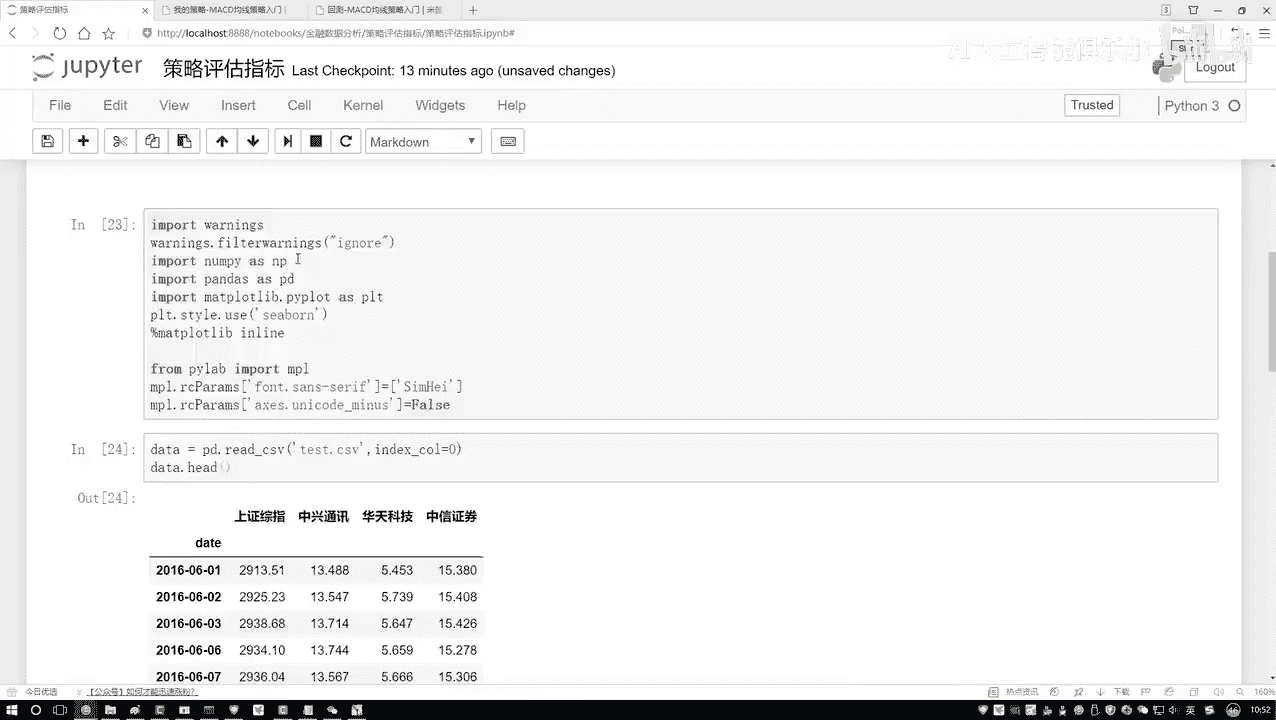 策略评估指标
我的策略-MACD均线策略入门
回测-MACD均线策略入门 | 米筐
http://localhost:8888/notebooks/金融数据分析/策略评估指标/策略评估指标.ipynb#
jupyter 策略评估指标 Last Checkpoint: 13 minutes ago (unsaved changes)
Logout
File Edit View Insert Cell Kernel Widgets Help
Trusted
Python 3
Markdown
In [23]:
import warnings
warnings.filterwarnings("ignore")
import numpy as np
import pandas as pd
import matplotlib.pyplot as plt
plt.style.use('seaborn')
%matplotlib inline
from pylab import mpl
mpl.rcParams['font.sans-serif']=['SimHei']
mpl.rcParams['axes.unicode_minus']=False
In [24]:
data = pd.read_csv('test.csv',index_col=0)
data.head()
Out[24]:
上证综指 中兴通讯 华天科技 中信证券
date
2016-06-01 2913.51 13.488 5.453 15.380
2016-06-02 2925.23 13.547 5.739 15.408
2016-06-03 2938.68 13.714 5.647 15.426
2016-06-06 2934.10 13.744 5.659 15.278
2016-06-07 2936.04 13.567 5.666 15.306
今日优选
【公众号】如何才能迅速涨粉？
热点资讯
下载
160%
英
10:52